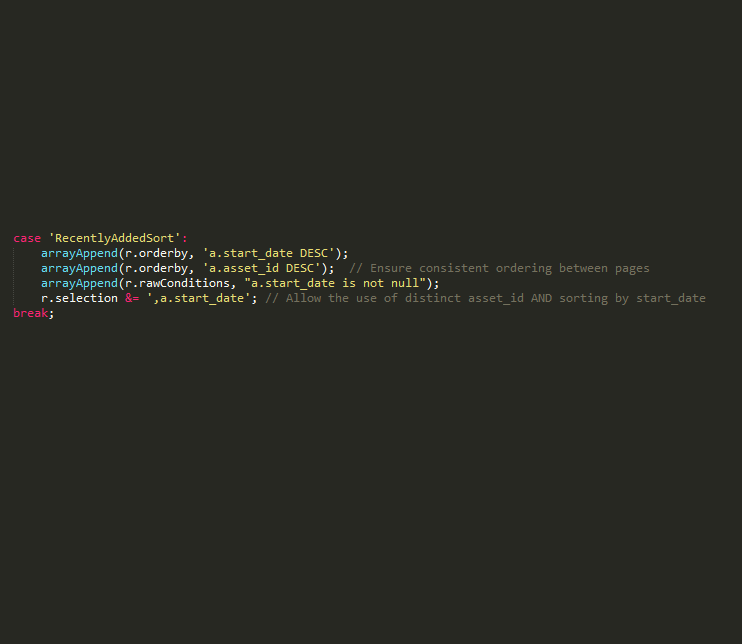 case 'RecentlyAddedSort':
    arrayAppend(r.orderby, 'a.start_date DESC');
    arrayAppend(r.orderby, 'a.asset_id DESC');  // Ensure consistent ordering between pages
    arrayAppend(r.rawConditions, "a.start_date is not null");
    r.selection &= ',a.start_date'; // Allow the use of distinct asset_id AND sorting by start_date
break;